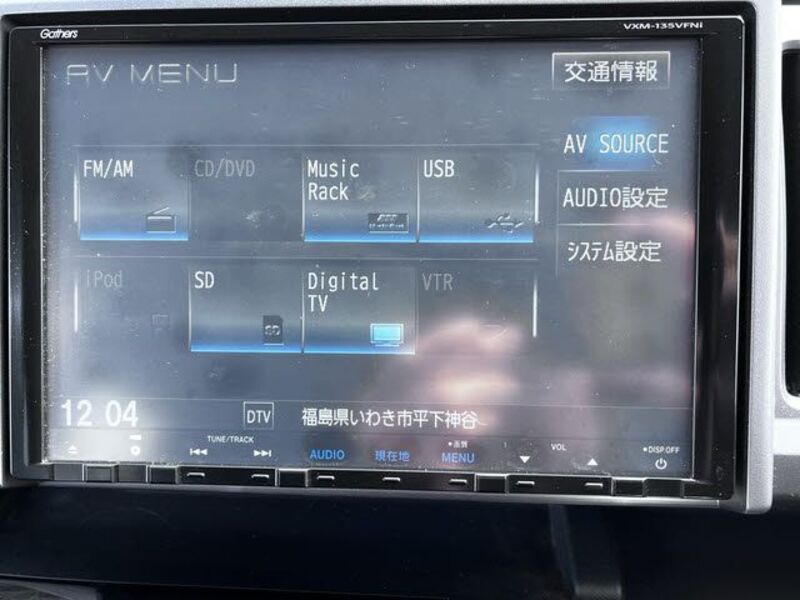 Gathers
VXM-135VFNi
AV MENU
交通情報
AV SOURCE
FM/AM
CD/DVD
Music
Rack
USB
AUDIO設定
システム設定
iPod
SD
Digital
TV
VTR
SD
12 04
DTV
福島県いわき市平下神谷
TUNE/TRACK
AUDIO
現在地
画質
MENU
VOL
DISP OFF